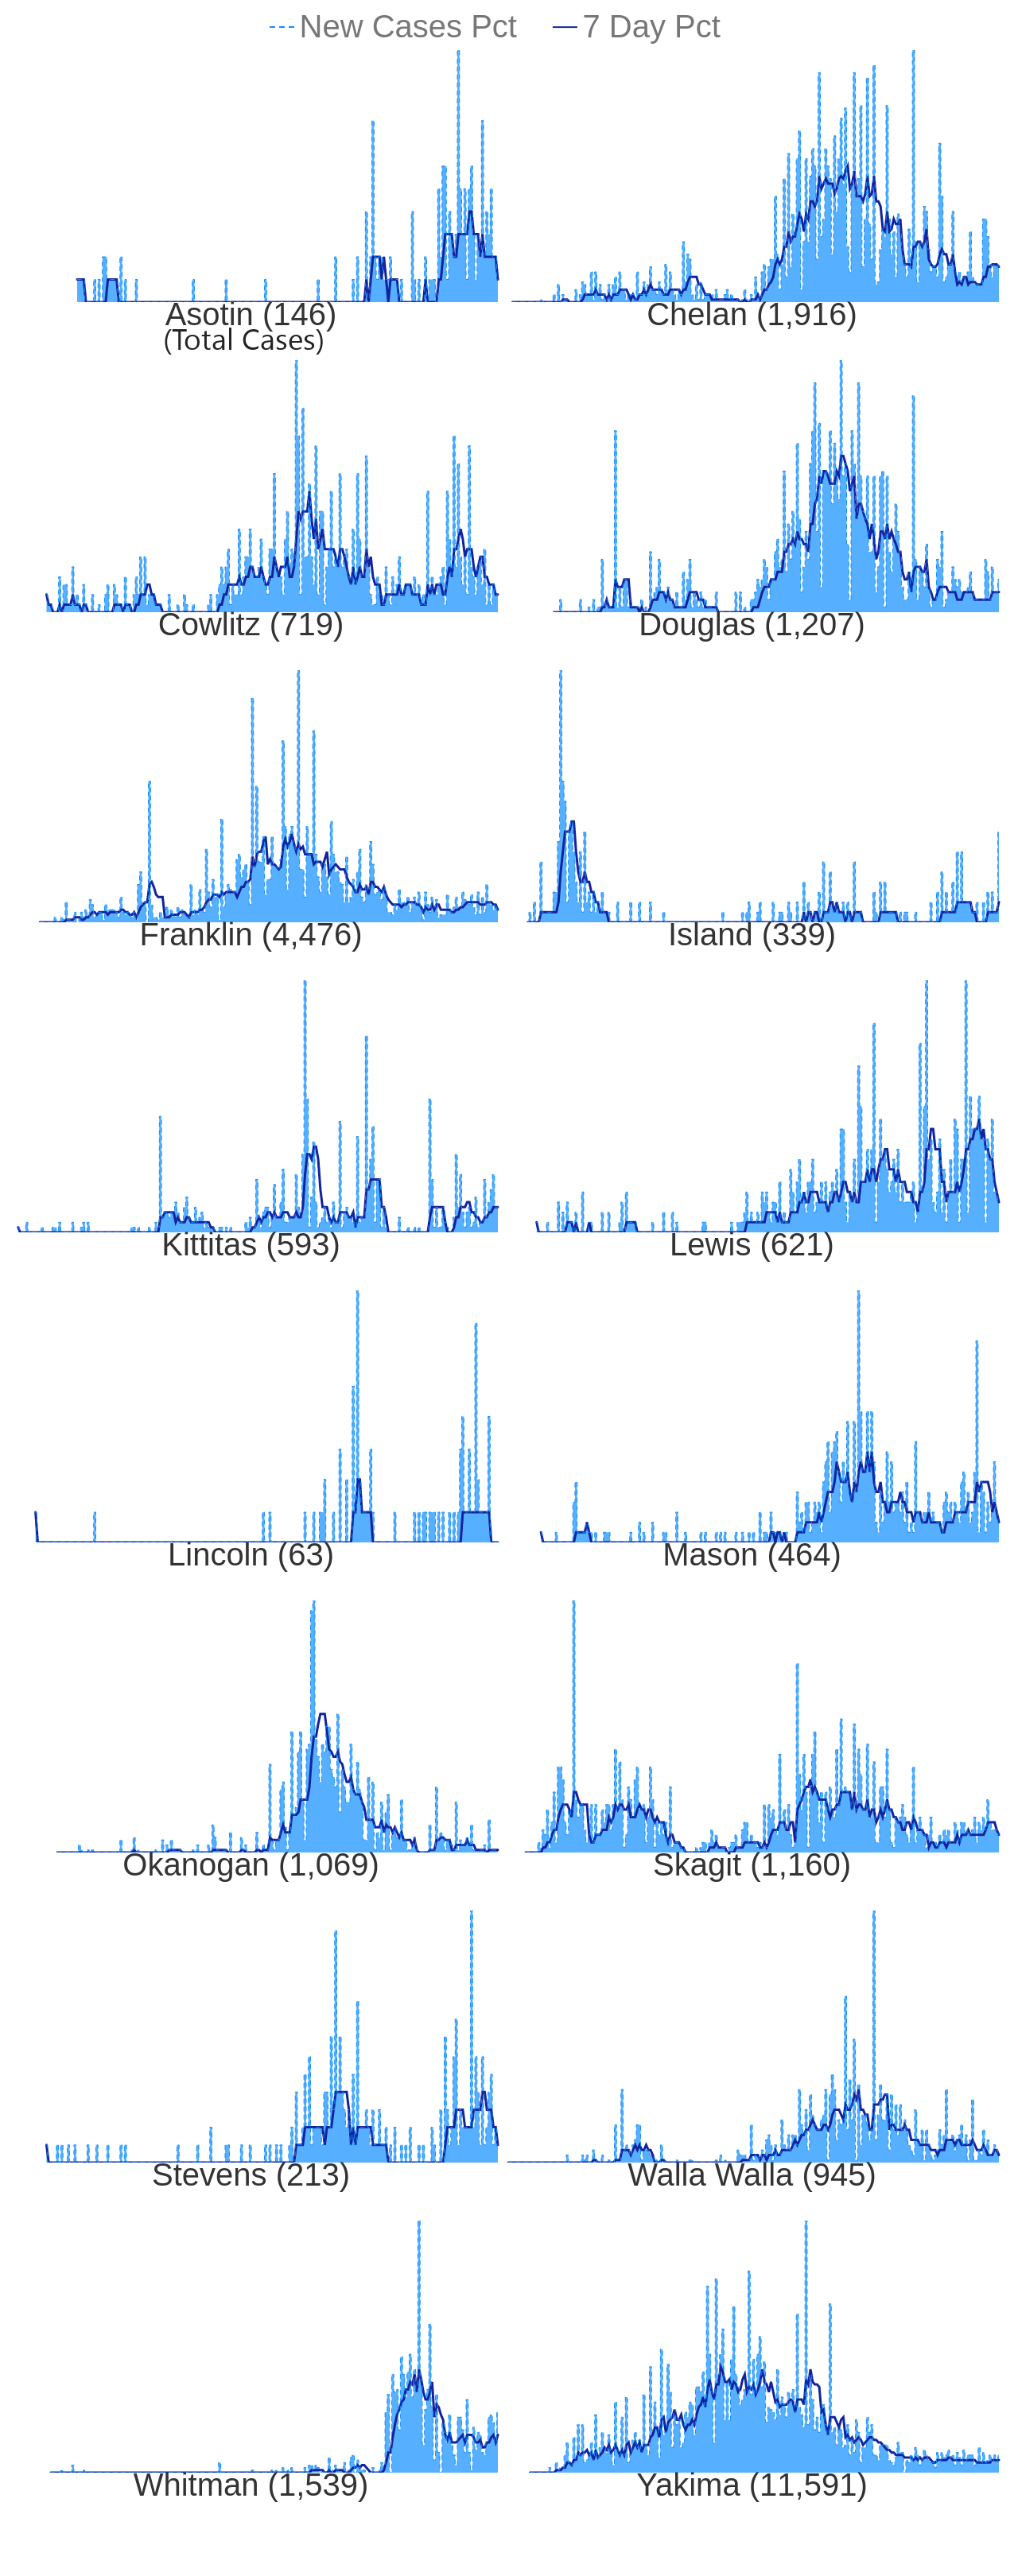 New Cases Pct 7 Day Pct
Asotin (146) Chelan (1,916)
(Total Cases)
Cowlitz (719) Douglas (1,207)
Franklin (4,476) Island (339)
Kittitas (593) Lewis (621)
Lincoln (63) Mason (464)
Okanogan (1,069) Skagit (1,160)
Stevens (213) Walla Walla (945)
Whitman (1,539) Yakima (11,591)